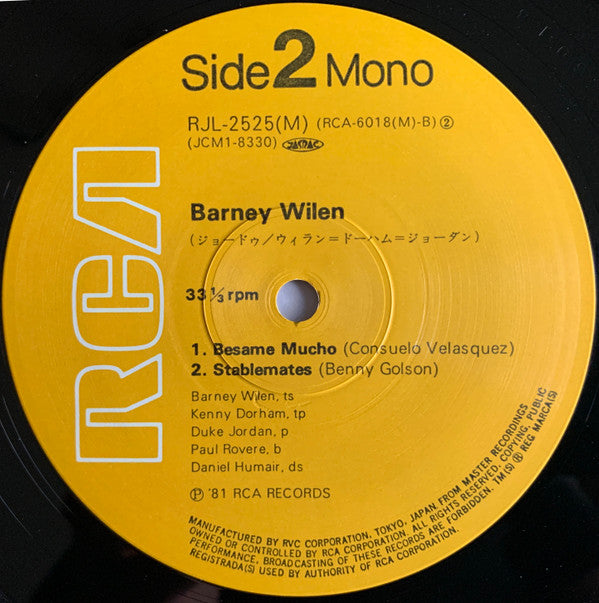 Side 2 Mono
RJL-2525(M) (RCA-6018(M)-B) ②
(JCM1-8330) JASRAC
RCA
Barney Wilen
(ジョードゥ/ウィラン=ドーハム=ジョーダン)
33 1/3 rpm
1. Besame Mucho (Consuelo Velasquez)
2. Stablemates (Benny Golson)
Barney Wilen, ts
Kenny Dorham, tp
Duke Jordan, p
Paul Rovere, b
Daniel Humair, ds
Ⓟ '81 RCA RECORDS
MANUFACTURED BY RVC CORPORATION, TOKYO, JAPAN FROM MASTER RECORDINGS
OWNED OR CONTROLLED BY RCA CORPORATION. ALL RIGHTS RESERVED. COPYING, PUBLIC
PERFORMANCE, BROADCASTING OF THESE RECORDS ARE FORBIDDEN. TM(S) ® REG MARCA(S)
REGISTRADA(S) USED BY AUTHORITY OF RCA CORPORATION.